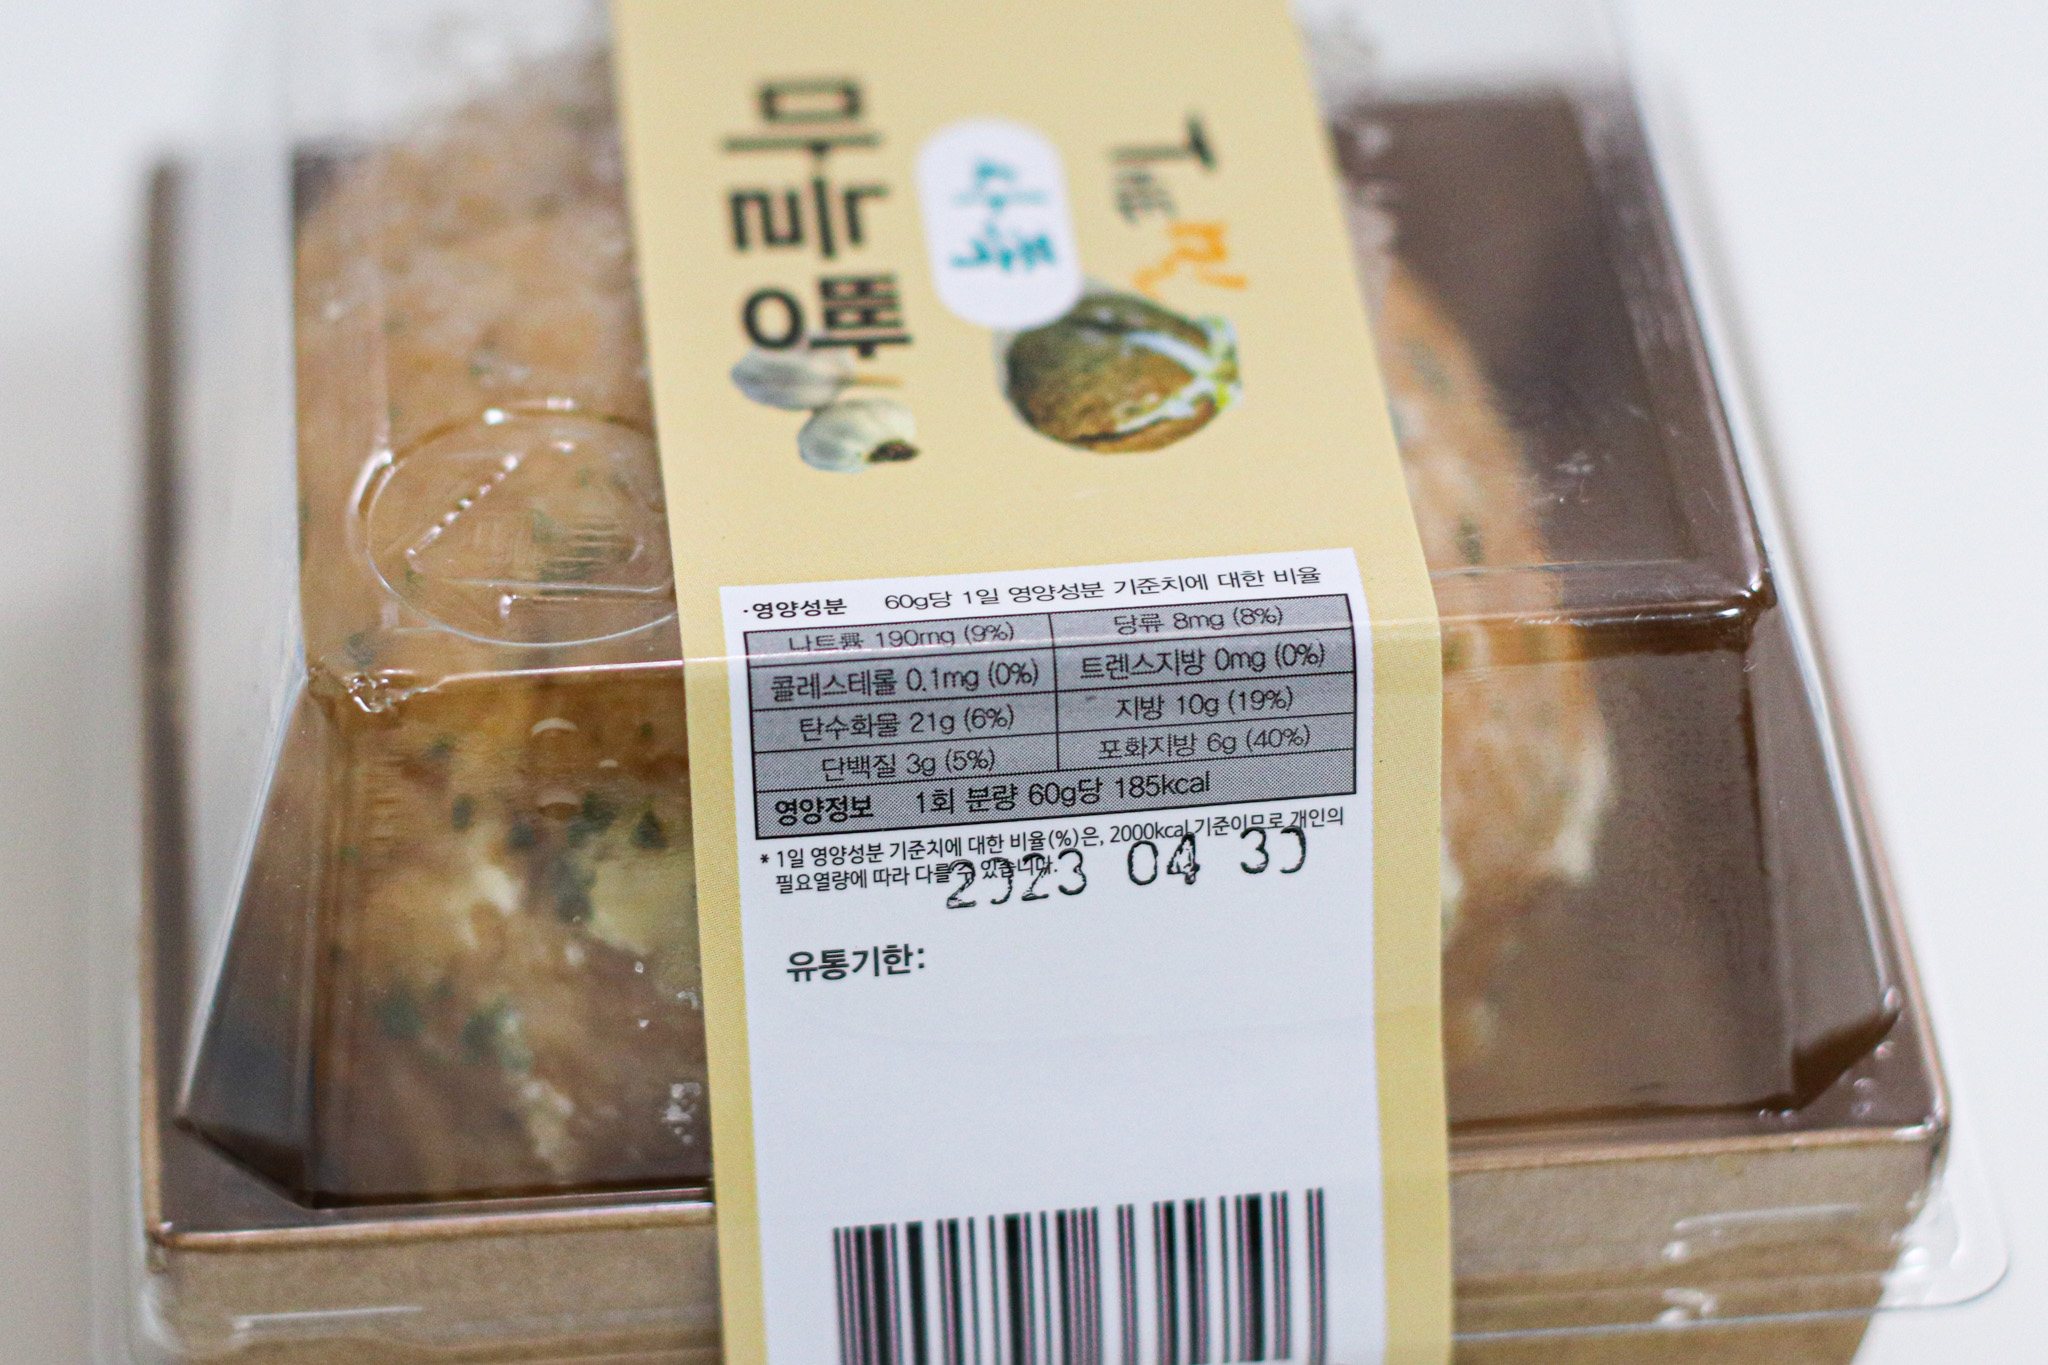 마늘빵
THE
·영양성분 60g당 1일 영양성분 기준치에 대한 비율
나트륨 190mg (9%) 당류 8mg (8%)
콜레스테롤 0.1mg (0%) 트렌스지방 0mg (0%)
탄수화물 21g (6%) 지방 10g (19%)
단백질 3g (5%) 포화지방 6g (40%)
영양정보 1회 분량 60g당 185kcal
* 1일 영양성분 기준치에 대한 비율(%)은, 2000kcal 기준이므로 개인의
필요열량에 따라 다를 수 있습니다.
2023 04 30
유통기한: